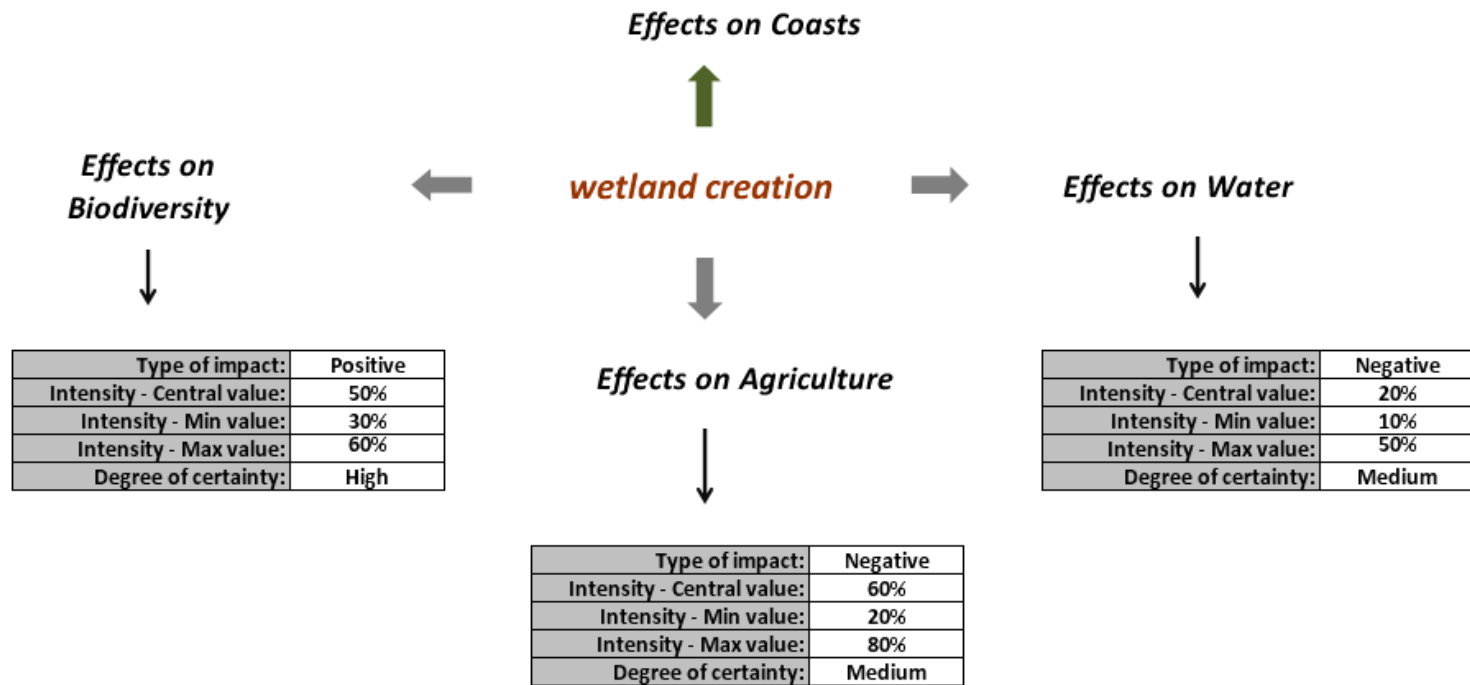 Effects on Coasts
Effects on
Biodiversity
wetland creation
Effects on Water
Type of impact: Positive
Intensity - Central value: 50%
Intensity - Min value: 30%
Intensity - Max value: 60%
Degree of certainty: High
Effects on Agriculture
Type of impact: Negative
Intensity - Central value: 60%
Intensity - Min value: 20%
Intensity - Max value: 80%
Degree of certainty: Medium
Type of impact: Negative
Intensity - Central value: 20%
Intensity - Min value: 10%
Intensity - Max value: 50%
Degree of certainty: Medium